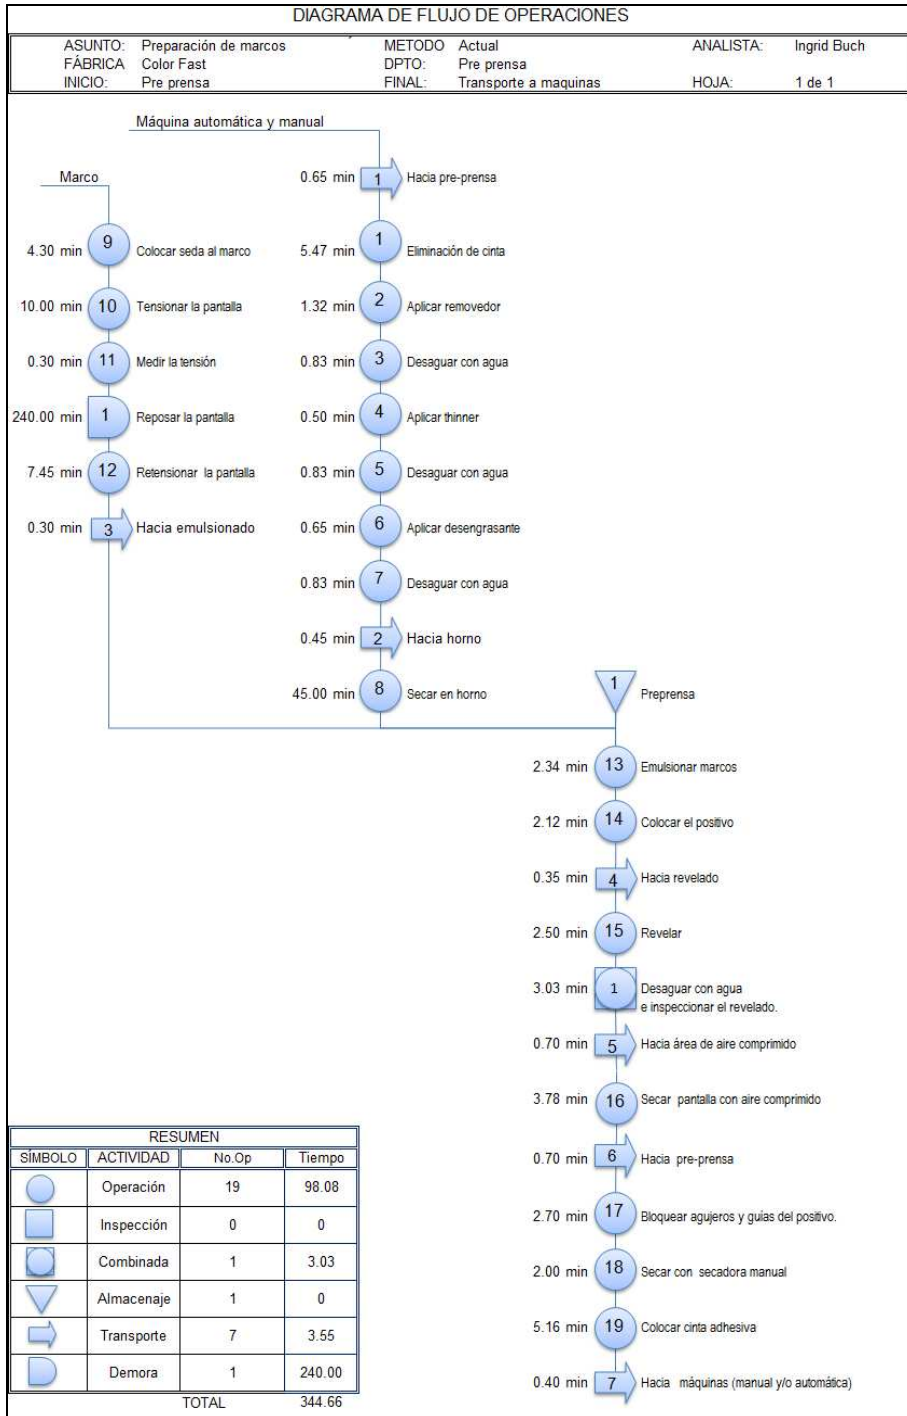 DIAGRAMA DE FLUJO DE OPERACIONES
ASUNTO: Preparación de marcos METODO Actual ANALISTA: Ingrid Buch
FÁBRICA Color Fast DPTO: Pre prensa
INICIO: Pre prensa FINAL: Transporte a maquinas HOJA: 1 de 1
Máquina automática y manual
0.65 min 1 Hacia pre-prensa
5.47 min 1 Eliminación de cinta
1.32 min 2 Aplicar removedor
0.83 min 3 Desaguar con agua
0.50 min 4 Aplicar thinner
0.83 min 5 Desaguar con agua
0.65 min 6 Aplicar desengrasante
0.83 min 7 Desaguar con agua
0.45 min 2 Hacia horno
45.00 min 8 Secar en horno
Marco
4.30 min 9 Colocar seda al marco
10.00 min 10 Tensionar la pantalla
0.30 min 11 Medir la tensión
240.00 min 1 Reposar la pantalla
7.45 min 12 Retensionar la pantalla
0.30 min 3 Hacia emulsionado
1 Preprensa
2.34 min 13 Emulsionar marcos
2.12 min 14 Colocar el positivo
0.35 min 4 Hacia revelado
2.50 min 15 Revelar
3.03 min 1 Desaguar con agua
e inspeccionar el revelado.
0.70 min 5 Hacia área de aire comprimido
3.78 min 16 Secar pantalla con aire comprimido
0.70 min 6 Hacia pre-prensa
2.70 min 17 Bloquear agujeros y guías del positivo.
2.00 min 18 Secar con secadora manual
5.16 min 19 Colocar cinta adhesiva
0.40 min 7 Hacia máquinas (manual y/o automática)
RESUMEN
SÍMBOLO ACTIVIDAD No.Op Tiempo
Operación 19 98.08
Inspección 0 0
Combinada 1 3.03
Almacenaje 1 0
Transporte 7 3.55
Demora 1 240.00
TOTAL 344.66